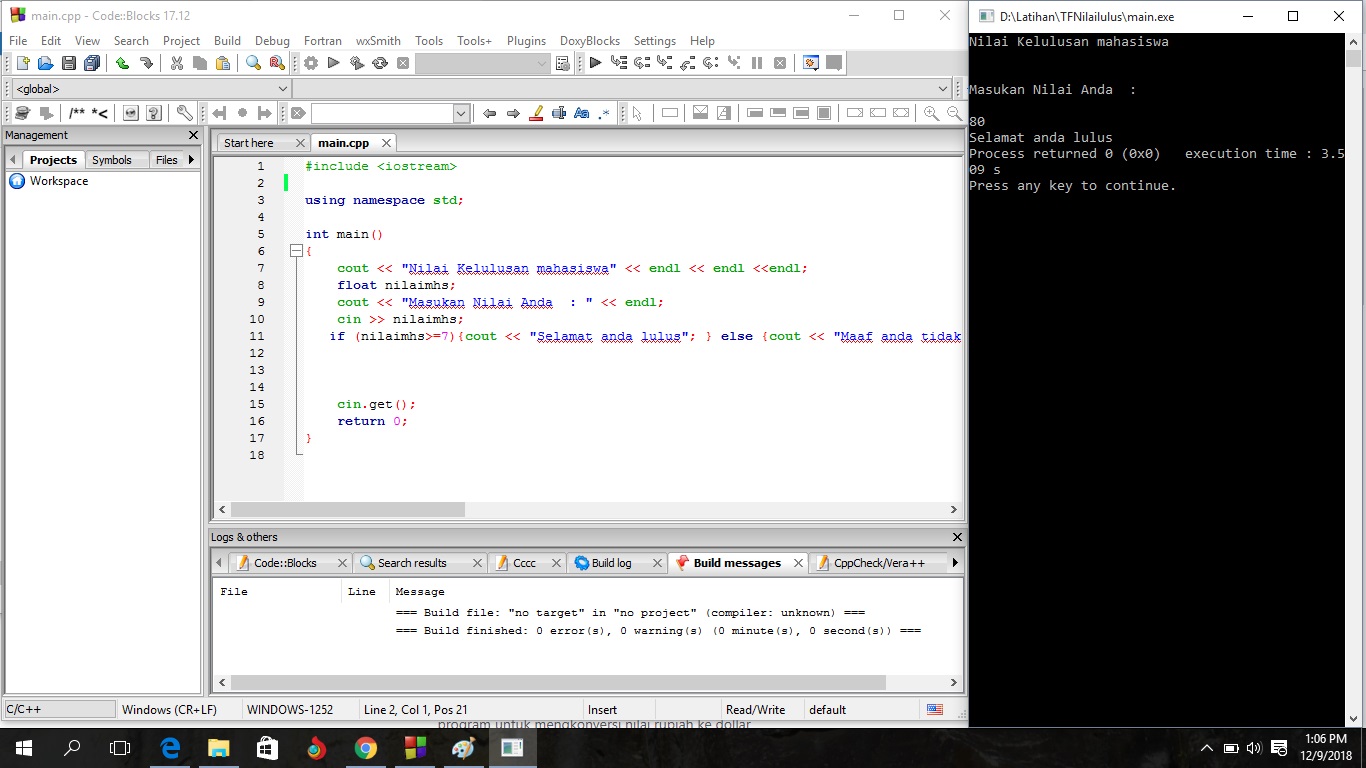 main.cpp - Code::Blocks 17.12
File Edit View Search Project Build Debug Fortran wxSmith Tools Tools+ Plugins DoxyBlocks Settings Help
<global>
/** *<
Aa .*
Management
Projects Symbols Files
Workspace
Start here main.cpp
1 #include <iostream>
2
3 using namespace std;
4
5 int main()
6 {
7 cout << "Nilai Kelulusan mahasiswa" << endl << endl <<endl;
8 float nilaimhs;
9 cout << "Masukan Nilai Anda  : " << endl;
10 cin >> nilaimhs;
11 if (nilaimhs>=7){cout << "Selamat anda lulus"; } else {cout << "Maaf anda tidak
12
13
14
15 cin.get();
16 return 0;
17 }
18
Logs & others
Code::Blocks Search results Cccc Build log Build messages CppCheck/Vera++
File Line Message
=== Build file: "no target" in "no project" (compiler: unknown) ===
=== Build finished: 0 error(s), 0 warning(s) (0 minute(s), 0 second(s)) ===
C/C++ Windows (CR+LF) WINDOWS-1252 Line 2, Col 1, Pos 21 Insert Read/Write default
program untuk mengkonversi nilai rupiah ke dollar
D:\Latihan\TFNilailulus\main.exe
Nilai Kelulusan mahasiswa
Masukan Nilai Anda  :
80
Selamat anda lulus
Process returned 0 (0x0)   execution time : 3.5
09 s
Press any key to continue.
1:06 PM
12/9/2018